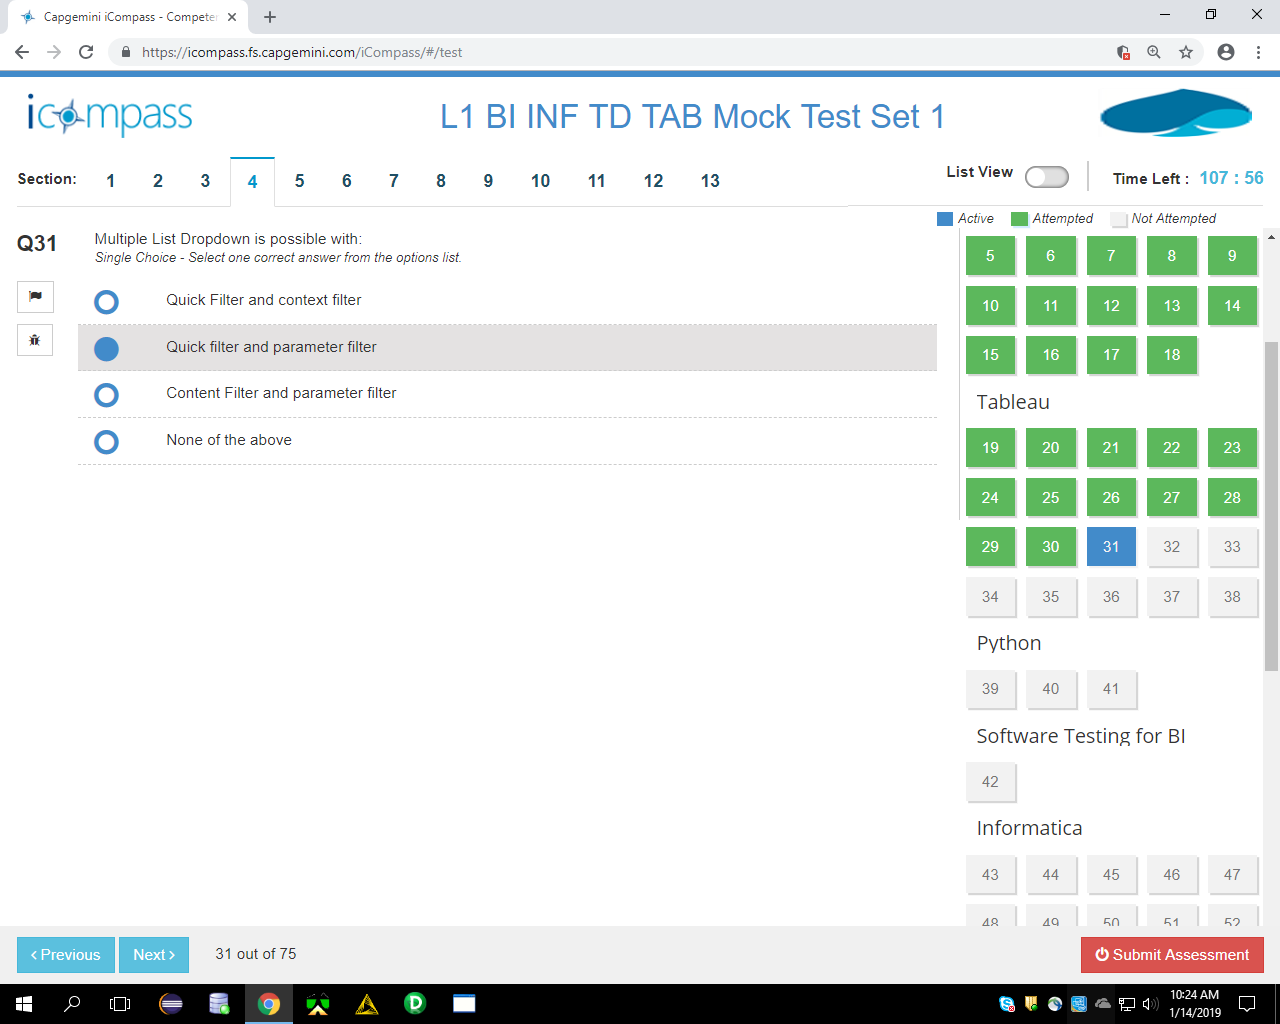 Capgemini iCompass - Competen
https://icompass.fs.capgemini.com/iCompass/#/test
icompass
L1 BI INF TD TAB Mock Test Set 1
Section: 1 2 3 4 5 6 7 8 9 10 11 12 13
List View
Time Left : 107 : 56
Active Attempted Not Attempted
Q31
Multiple List Dropdown is possible with:
Single Choice - Select one correct answer from the options list.
Quick Filter and context filter
Quick filter and parameter filter
Content Filter and parameter filter
None of the above
5 6 7 8 9
10 11 12 13 14
15 16 17 18
Tableau
19 20 21 22 23
24 25 26 27 28
29 30 31 32 33
34 35 36 37 38
Python
39 40 41
Software Testing for BI
42
Informatica
43 44 45 46 47
48 49 50 51 52
Previous Next 31 out of 75
Submit Assessment
10:24 AM
1/14/2019